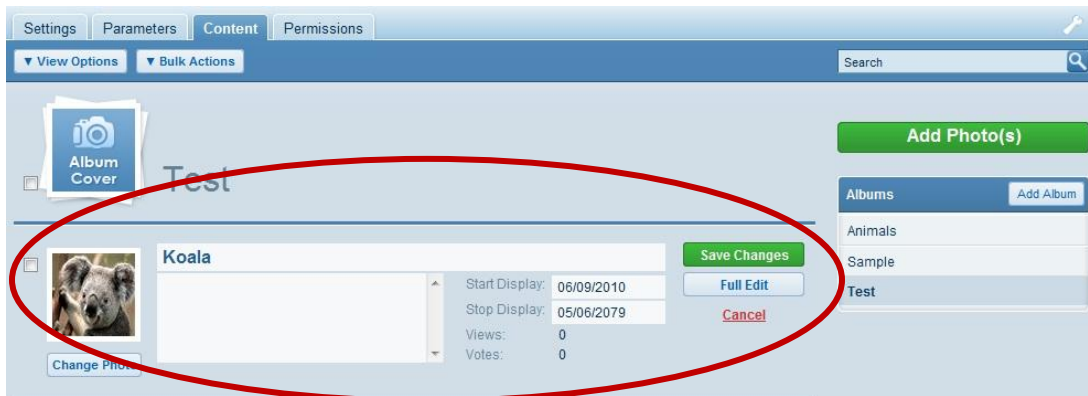 Settings Parameters Content Permissions
▼ View Options ▼ Bulk Actions Search
Album
Cover
Test
Add Photo(s)
Albums Add Album
Animals
Sample
Test
Koala
Start Display: 06/09/2010
Stop Display: 05/06/2079
Views: 0
Votes: 0
Save Changes
Full Edit
Cancel
Change Photo